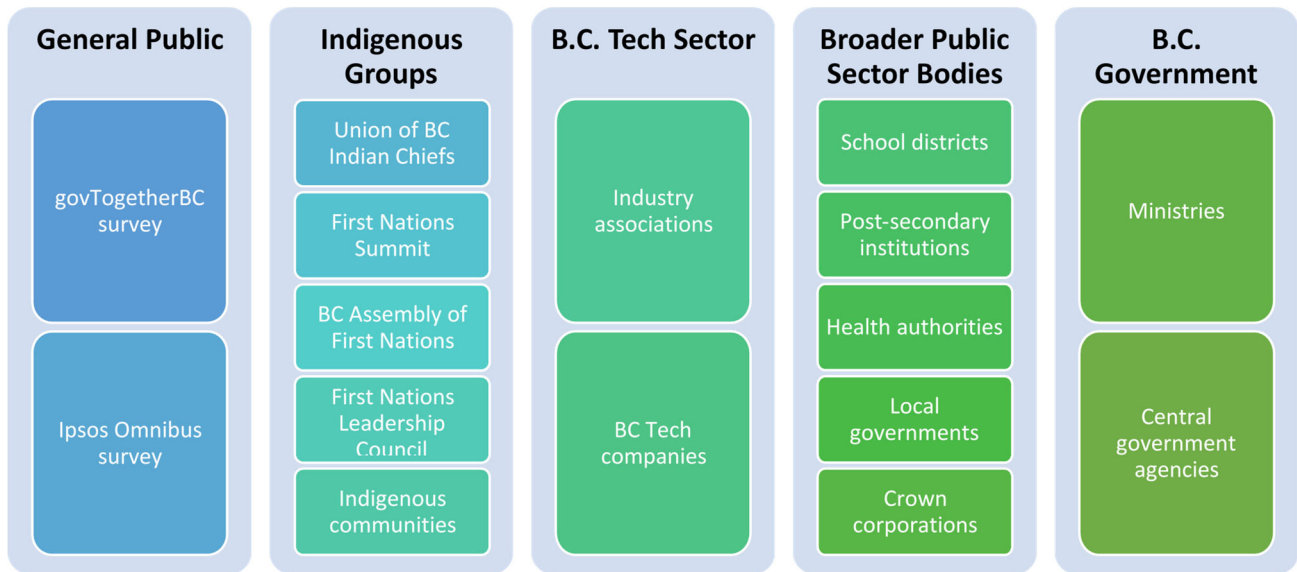 General Public
govTogetherBC
survey
Ipsos Omnibus
survey
Indigenous
Groups
Union of BC
Indian Chiefs
First Nations
Summit
BC Assembly of
First Nations
First Nations
Leadership
Council
Indigenous
communities
B.C. Tech Sector
Industry
associations
BC Tech
companies
Broader Public
Sector Bodies
School districts
Post-secondary
institutions
Health authorities
Local
governments
Crown
corporations
B.C.
Government
Ministries
Central
government
agencies